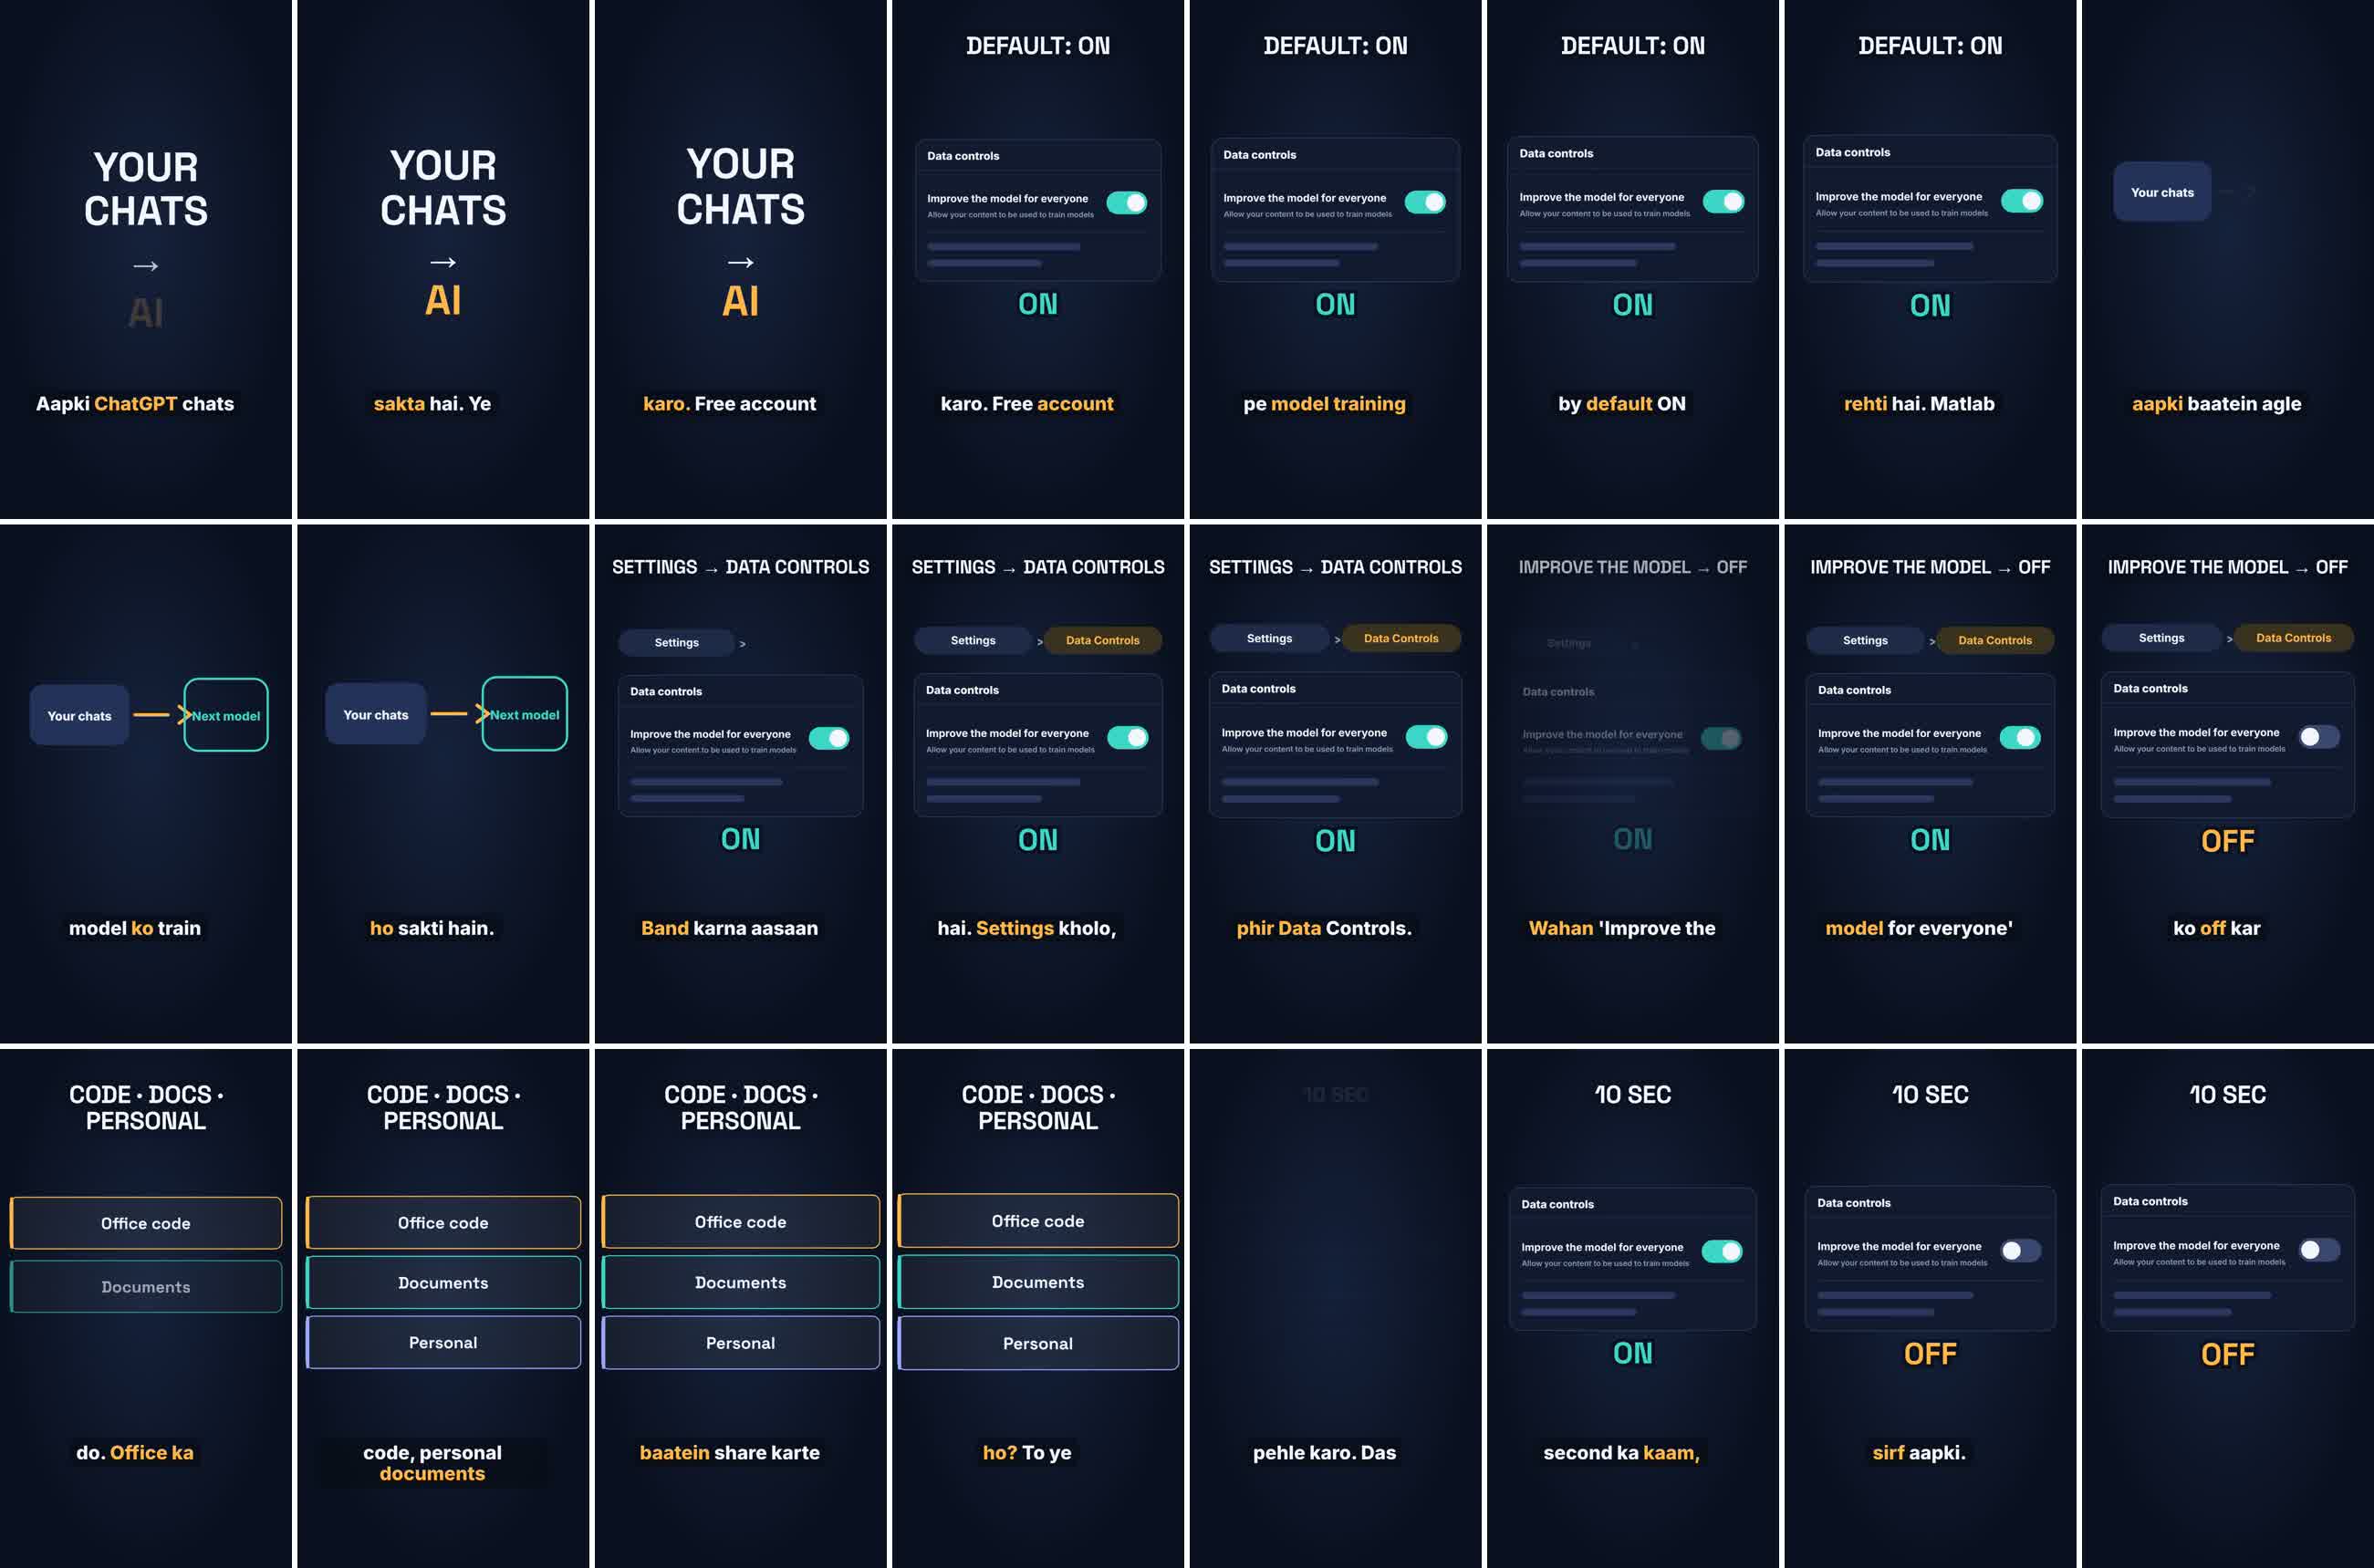 YOUR
CHATS
→
AI
Aapki ChatGPT chats
YOUR
CHATS
→
AI
sakta hai. Ye
YOUR
CHATS
→
AI
karo. Free account
DEFAULT: ON
Data controls
Improve the model for everyone
Allow your content to be used to train models
ON
karo. Free account
DEFAULT: ON
Data controls
Improve the model for everyone
Allow your content to be used to train models
ON
pe model training
DEFAULT: ON
Data controls
Improve the model for everyone
Allow your content to be used to train models
ON
by default ON
DEFAULT: ON
Data controls
Improve the model for everyone
Allow your content to be used to train models
ON
rehti hai. Matlab
Your chats
aapki baatein agle
Your chats
Next model
model ko train
Your chats
Next model
ho sakti hain.
SETTINGS → DATA CONTROLS
Settings >
Data controls
Improve the model for everyone
Allow your content to be used to train models
ON
Band karna aasaan
SETTINGS → DATA CONTROLS
Settings > Data Controls
Data controls
Improve the model for everyone
Allow your content to be used to train models
ON
hai. Settings kholo,
SETTINGS → DATA CONTROLS
Settings > Data Controls
Data controls
Improve the model for everyone
Allow your content to be used to train models
ON
phir Data Controls.
IMPROVE THE MODEL → OFF
Settings
Data controls
Improve the model for everyone
Allow your content to be used to train models
ON
Wahan 'Improve the
IMPROVE THE MODEL → OFF
Settings > Data Controls
Data controls
Improve the model for everyone
Allow your content to be used to train models
ON
model for everyone'
IMPROVE THE MODEL → OFF
Settings > Data Controls
Data controls
Improve the model for everyone
Allow your content to be used to train models
OFF
ko off kar
CODE · DOCS ·
PERSONAL
Office code
Documents
do. Office ka
CODE · DOCS ·
PERSONAL
Office code
Documents
Personal
code, personal
documents
CODE · DOCS ·
PERSONAL
Office code
Documents
Personal
baatein share karte
CODE · DOCS ·
PERSONAL
Office code
Documents
Personal
ho? To ye
10 SEC
pehle karo. Das
10 SEC
Data controls
Improve the model for everyone
Allow your content to be used to train models
ON
second ka kaam,
10 SEC
Data controls
Improve the model for everyone
Allow your content to be used to train models
OFF
sirf aapki.
10 SEC
Data controls
Improve the model for everyone
Allow your content to be used to train models
OFF